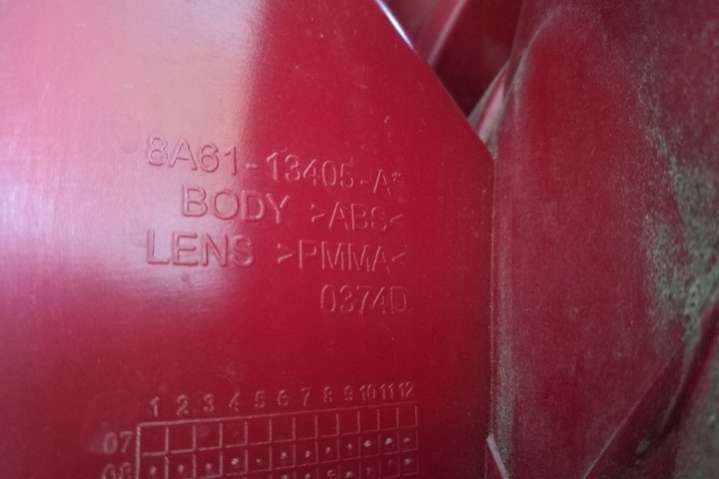 8A61-13405-A*
BODY >ABS<
LENS >PMMA<
0374D
1 2 3 4 5 6 7 8 9 10 11 12
07
08